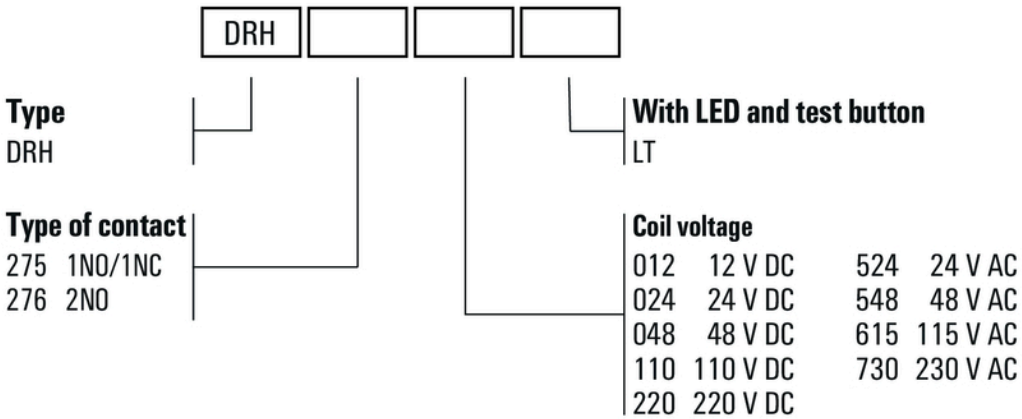 DRH
Type
DRH
With LED and test button
LT
Type of contact
275 1NO/1NC
276 2NO
Coil voltage
012 12 V DC 524 24 V AC
024 24 V DC 548 48 V AC
048 48 V DC 615 115 V AC
110 110 V DC 730 230 V AC
220 220 V DC